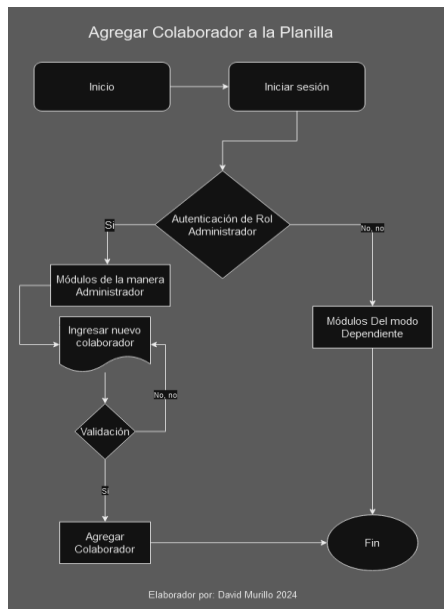 Agregar Colaborador a la Planilla
Inicio
Iniciar sesión
Autenticación de Rol
Administrador
Si
No, no
Módulos de la manera
Administrador
Ingresar nuevo
colaborador
Módulos Del modo
Dependiente
No, no
Validación
Si
Agregar
Colaborador
Fin
Elaborador por: David Murillo 2024